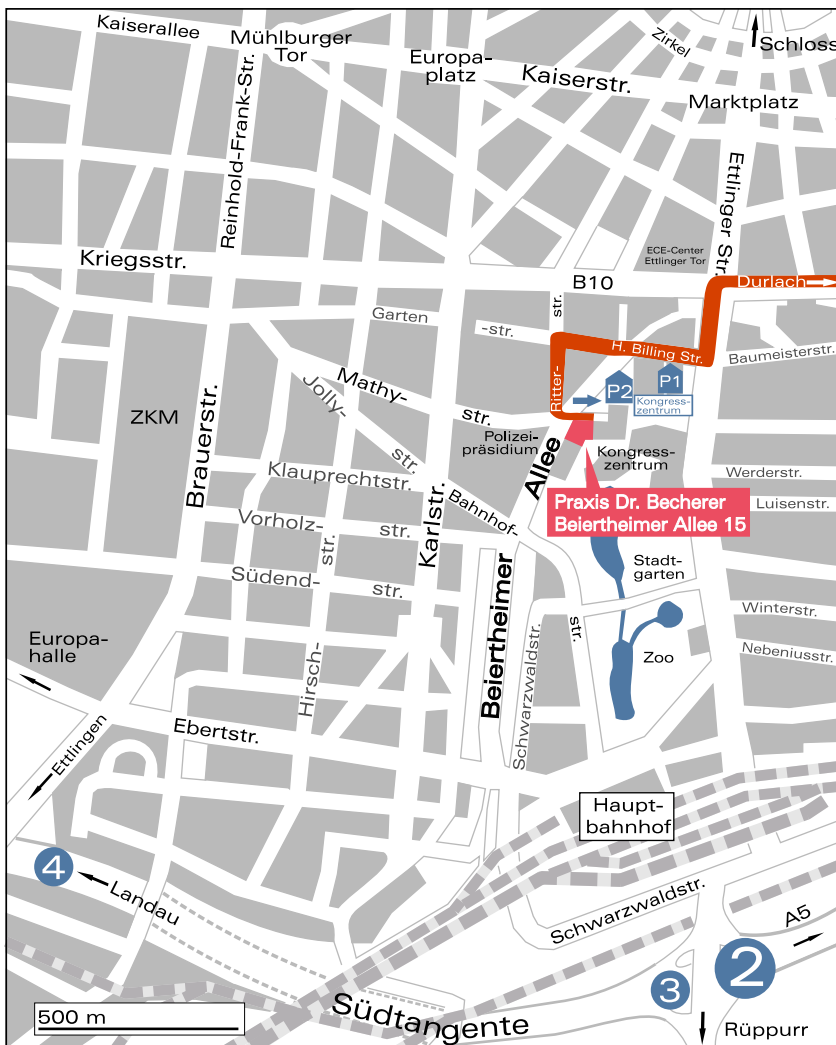 Kaiserallee
Mühlburger
Tor
Europa-
platz
Zirkel
Schloss
Kaiserstr.
Marktplatz
Reinhold-Frank-Str.
Ettlinger Str.
Kriegsstr.
ECE-Center
Ettlinger Tor
B10
Durlach
Garten
-str.
str.
H. Billing Str.
Baumeisterstr.
Ritter-
P2
P1
Kongress-
zentrum
Mathy-
str.
Jolly-
str.
ZKM
Brauerstr.
Polizei-
präsidium
Allee
Kongress-
zentrum
Klauprechtstr.
Karlstr.
Bahnhof-
str.
Praxis Dr. Becherer
Beiertheimer Allee 15
Werderstr.
Luisenstr.
Vorholz-
str.
Südend-
str.
str.
Hirsch-
Beiertheimer
Stadt-
garten
Winterstr.
Nebeniusstr.
Zoo
Schwarzwaldstr.
Europa-
halle
Ettlingen
Ebertstr.
Haupt-
bahnhof
4
Landau
Schwarzwaldstr.
A5
2
3
500 m
Südtangente
Rüppurr